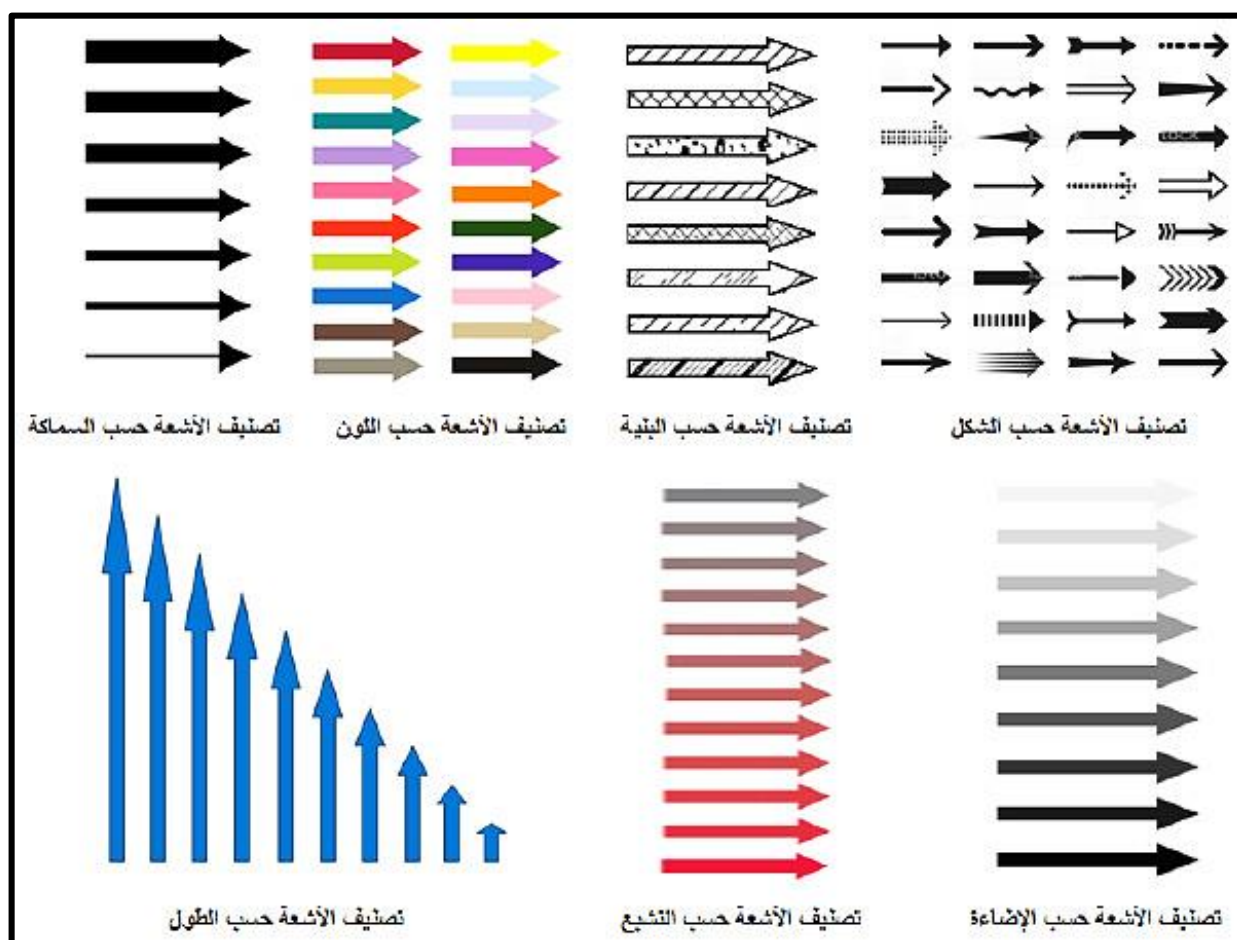 تصنيف الأشعة حسب الشكل
تصنيف الأشعة حسب البنية
تصنيف الأشعة حسب اللون
تصنيف الأشعة حسب السماكة
تصنيف الأشعة حسب الإضاءة
تصنيف الأشعة حسب التشبع
تصنيف الأشعة حسب الطول